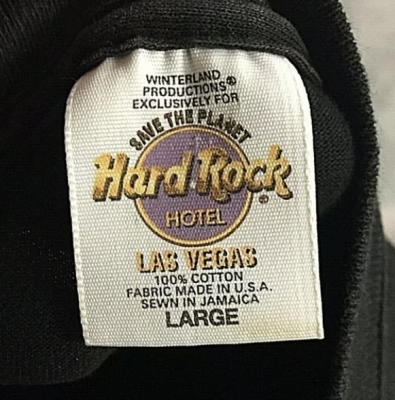 WINTERLAND
PRODUCTIONS®
EXCLUSIVELY FOR
SAVE THE PLANET
Hard Rock®
HOTEL
LAS VEGAS
100% COTTON
FABRIC MADE IN U.S.A.
SEWN IN JAMAICA
LARGE